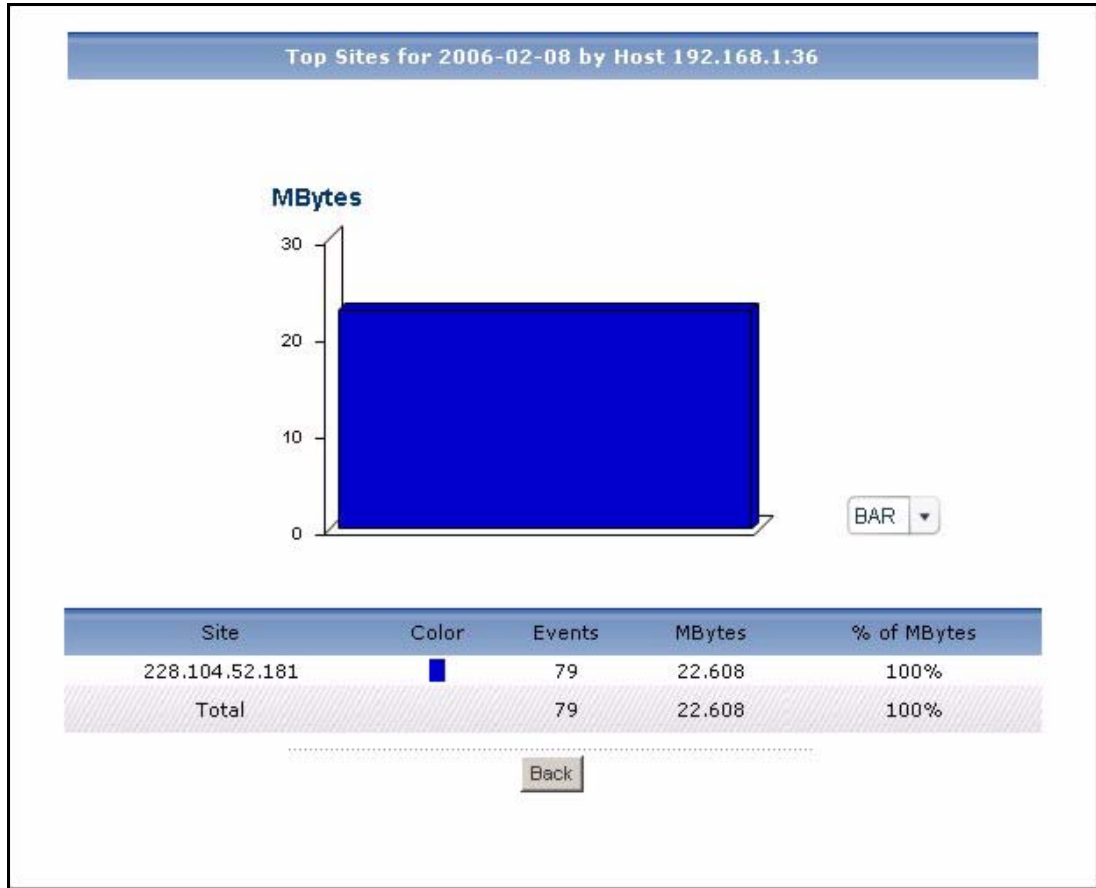 Top Sites for 2006-02-08 by Host 192.168.1.36
MBytes
30
20
10
0
BAR
Site Color Events MBytes % of MBytes
228.104.52.181 79 22.608 100%
Total 79 22.608 100%
Back